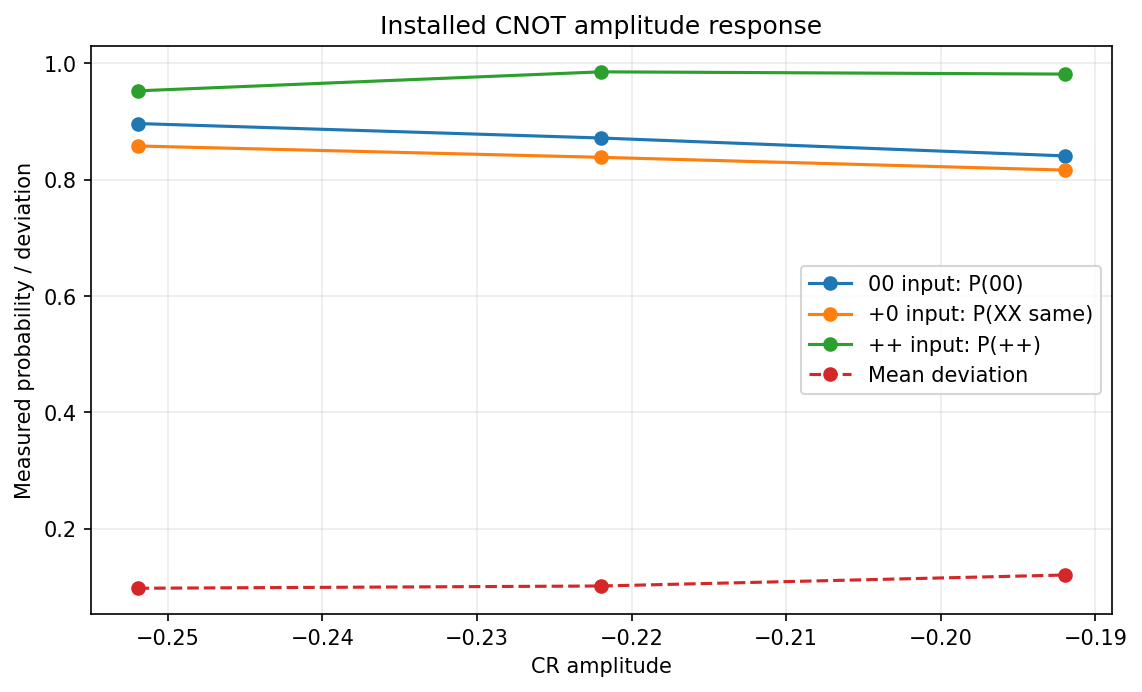 Installed CNOT amplitude response
Measured probability / deviation
1.0
0.8
0.6
0.4
0.2
00 input: P(00)
+0 input: P(XX same)
++ input: P(++)
Mean deviation
−0.25
−0.24
−0.23
−0.22
−0.21
−0.20
−0.19
CR amplitude